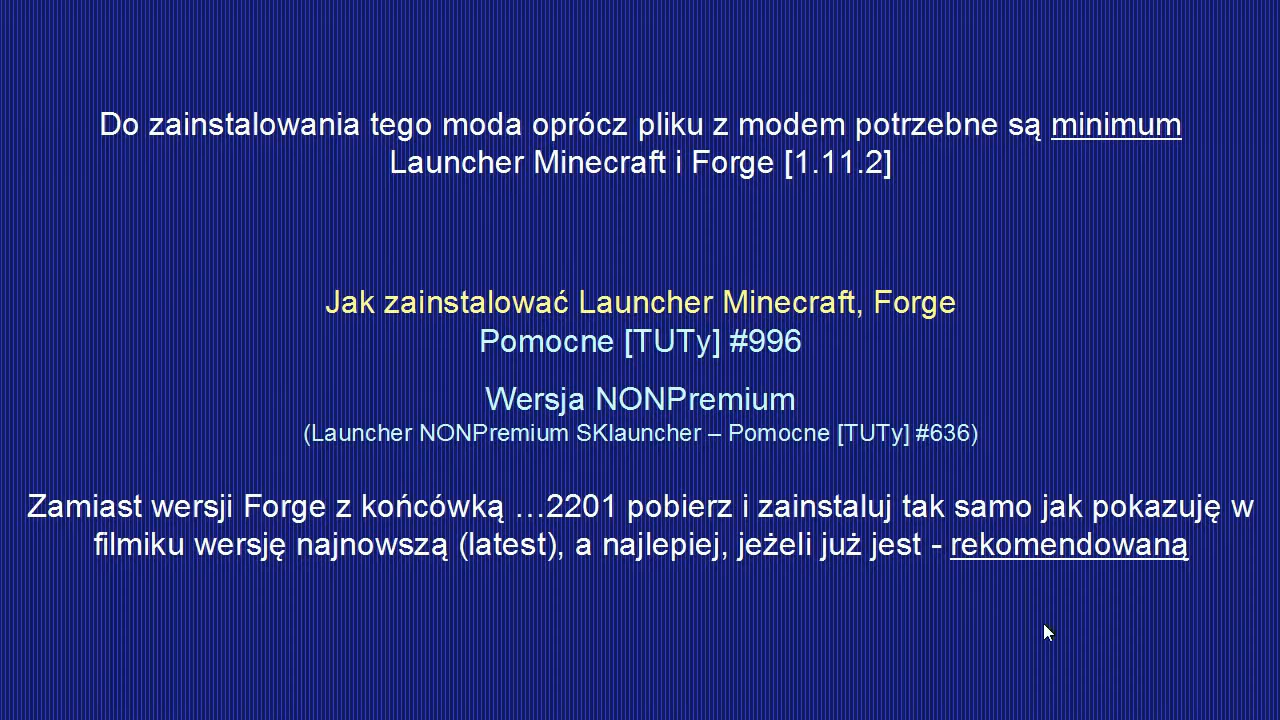 Do zainstalowania tego moda oprócz pliku z modem potrzebne są minimum
Launcher Minecraft i Forge [1.11.2]
Jak zainstalować Launcher Minecraft, Forge
Pomocne [TUTy] #996
Wersja NONPremium
(Launcher NONPremium SKlauncher – Pomocne [TUTy] #636)
Zamiast wersji Forge z końcówką …2201 pobierz i zainstaluj tak samo jak pokazuję w
filmiku wersję najnowszą (latest), a najlepiej, jeżeli już jest - rekomendowaną